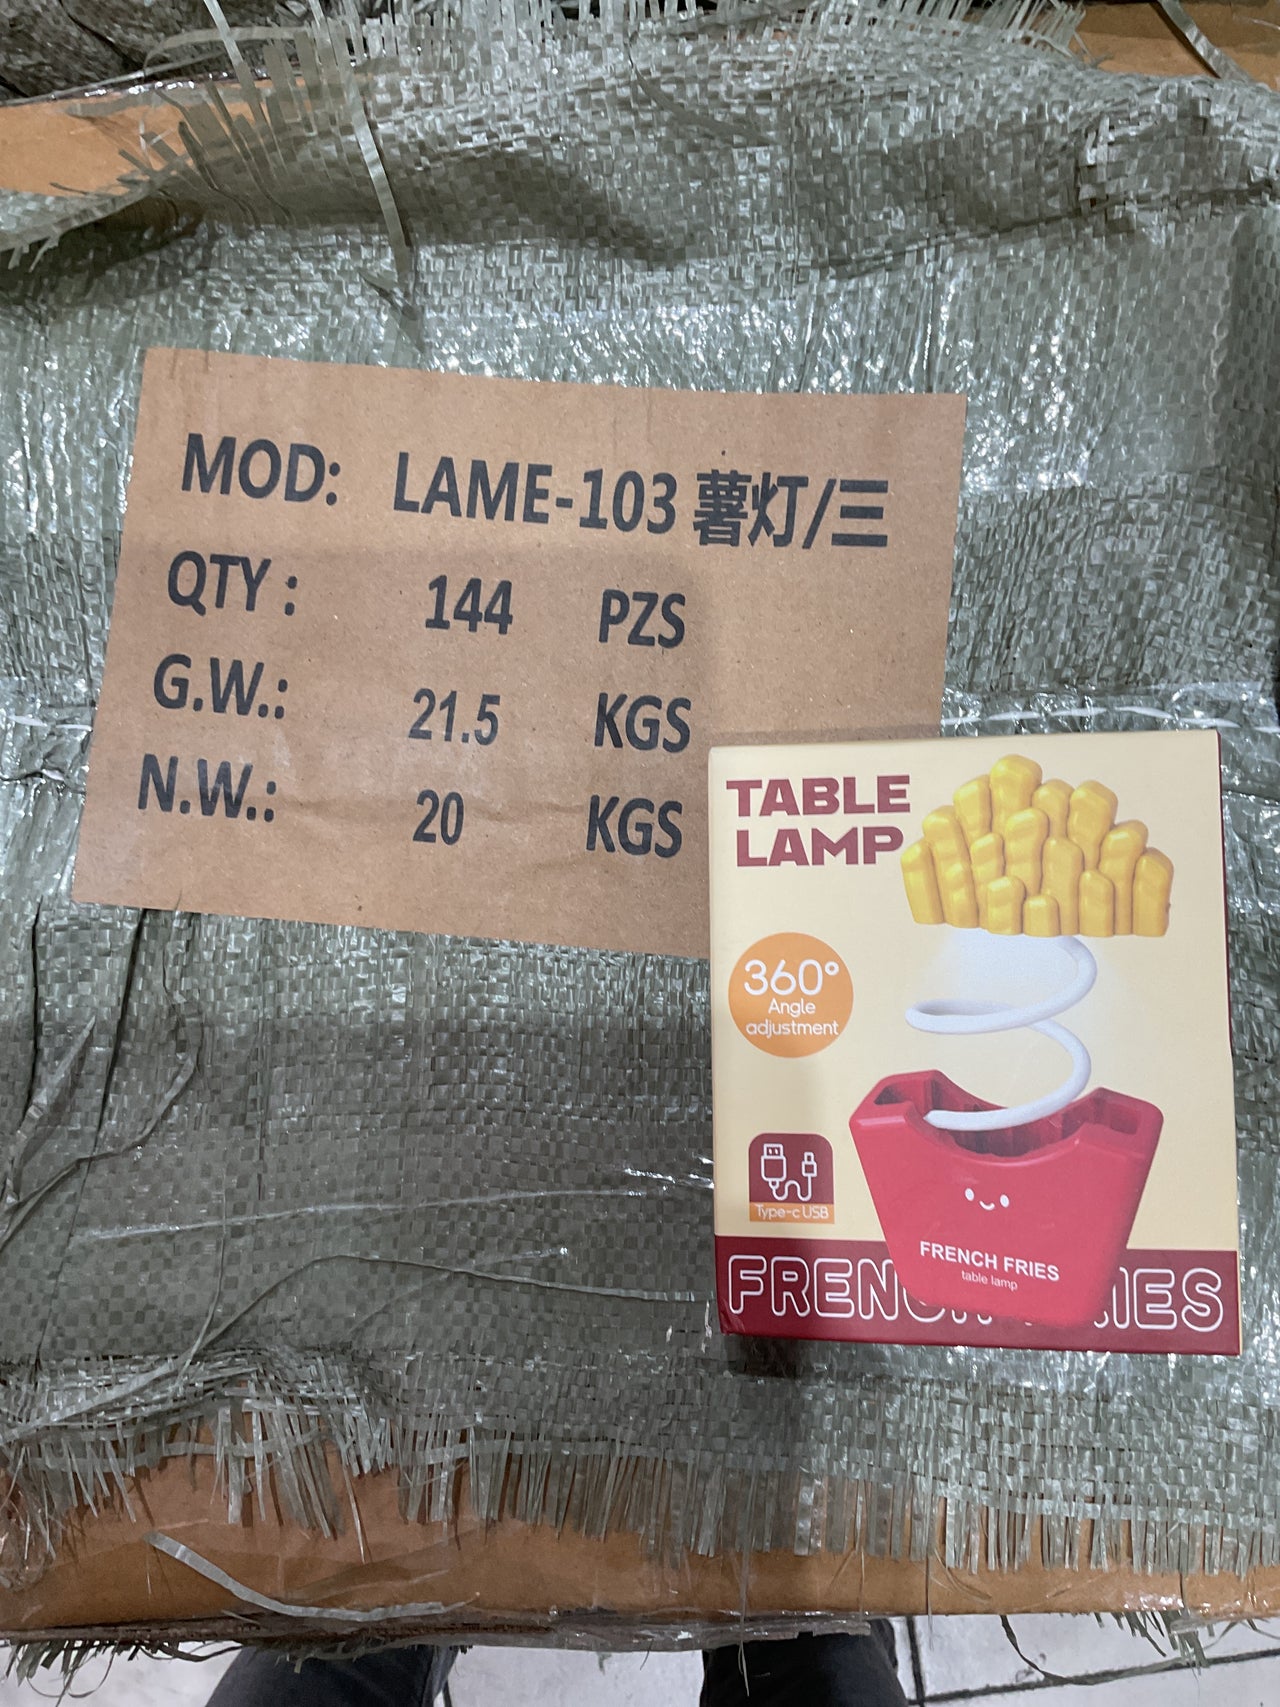 MOD: LAME-103 薯灯/三
QTY : 144 PZS
G.W.: 21.5 KGS
N.W.: 20 KGS
TABLE
LAMP
360°
Angle
adjustment
Type-c USB
FRENCH FRIES
table lamp